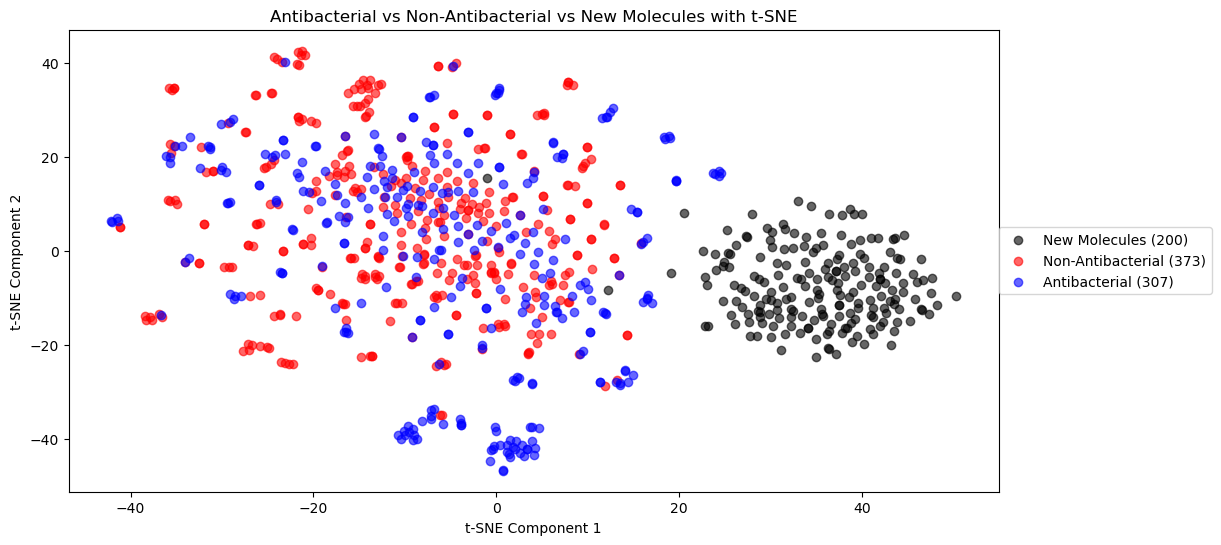 Antibacterial vs Non-Antibacterial vs New Molecules with t-SNE
t-SNE Component 2
40
20
0
−20
−40
−40
−20
0
20
40
t-SNE Component 1
New Molecules (200)
Non-Antibacterial (373)
Antibacterial (307)